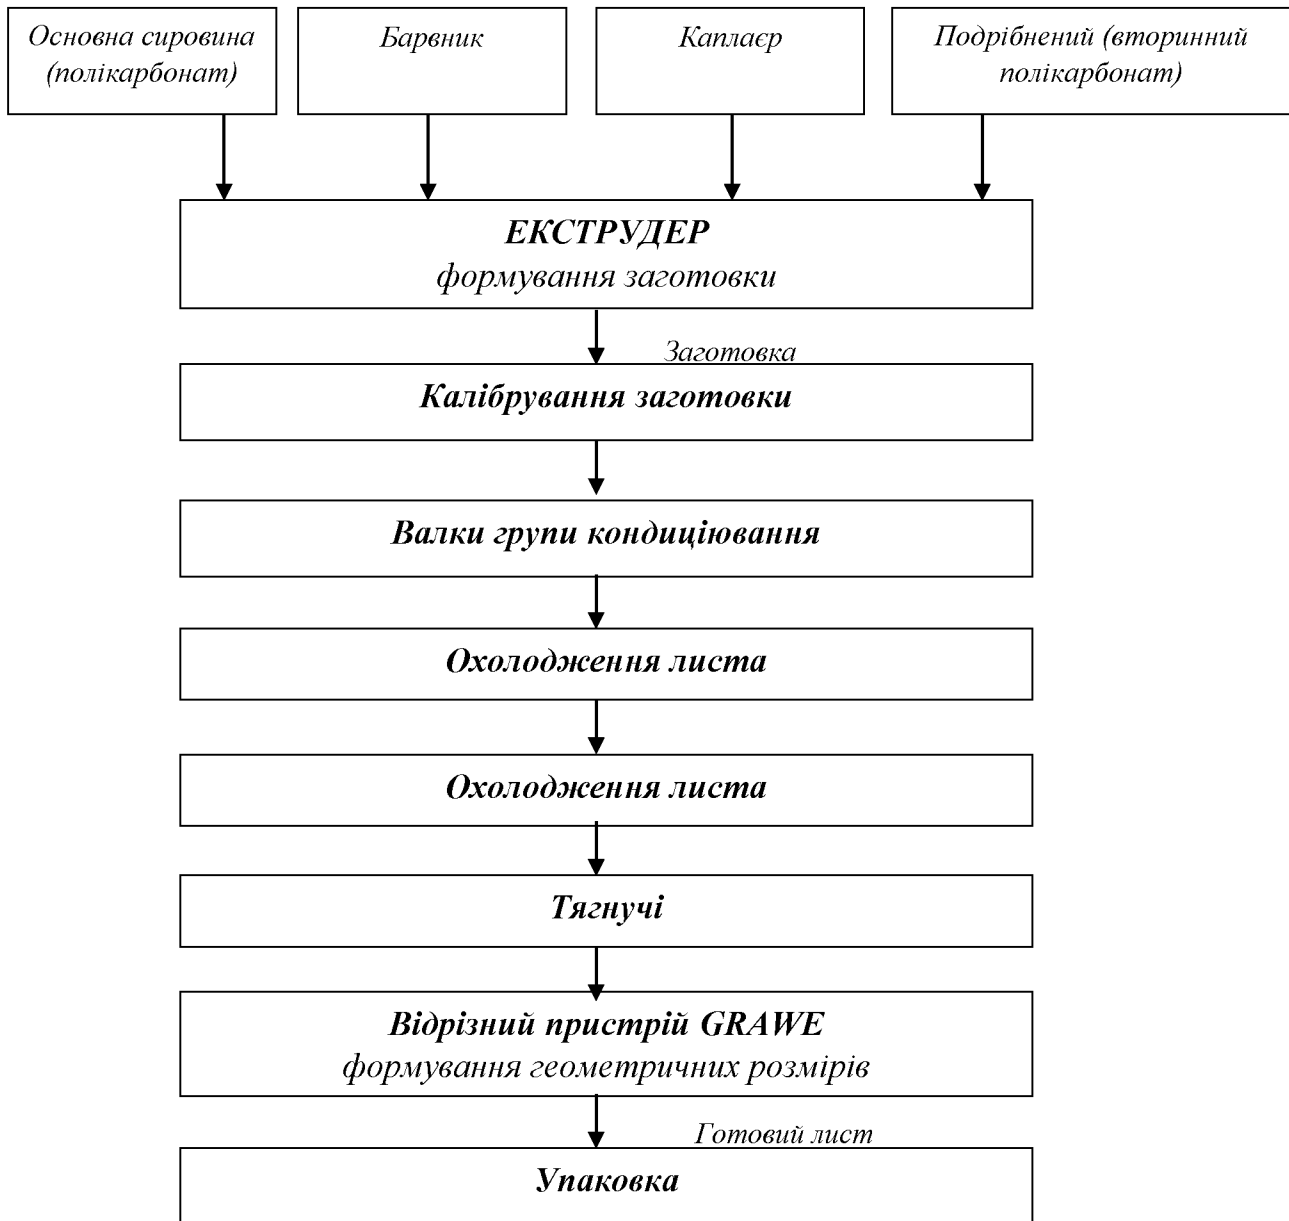 Основна сировина
(полікарбонат)
Барвник
Каплаєр
Подрібнений (вторинний
полікарбонат)
ЕКСТРУДЕР
формування заготовки
Заготовка
Калібрування заготовки
Валки групи кондиціювання
Охолодження листа
Охолодження листа
Тягнучі
Відрізний пристрій GRAWE
формування геометричних розмірів
Готовий лист
Упаковка